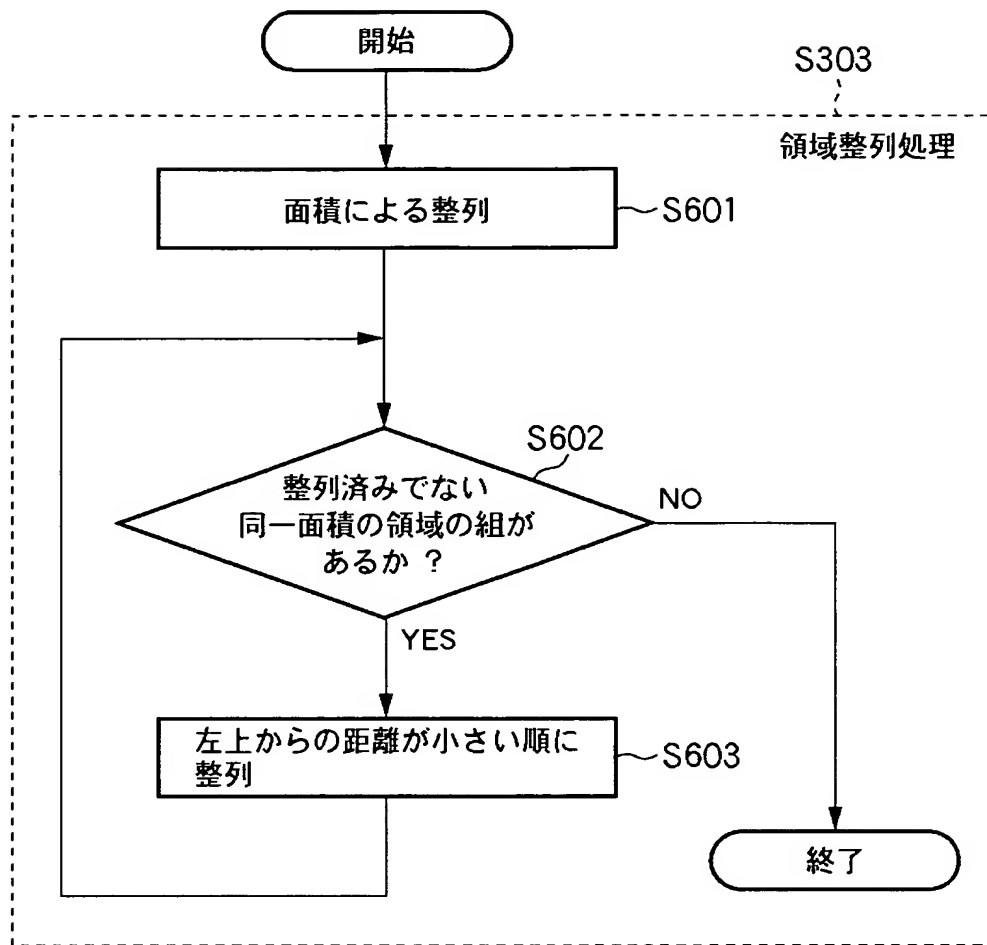 開始
S303
領域整列処理
面積による整列
S601
S602
整列済みでない
同一面積の領域の組が
あるか ?
NO
YES
左上からの距離が小さい順に
整列
S603
終了